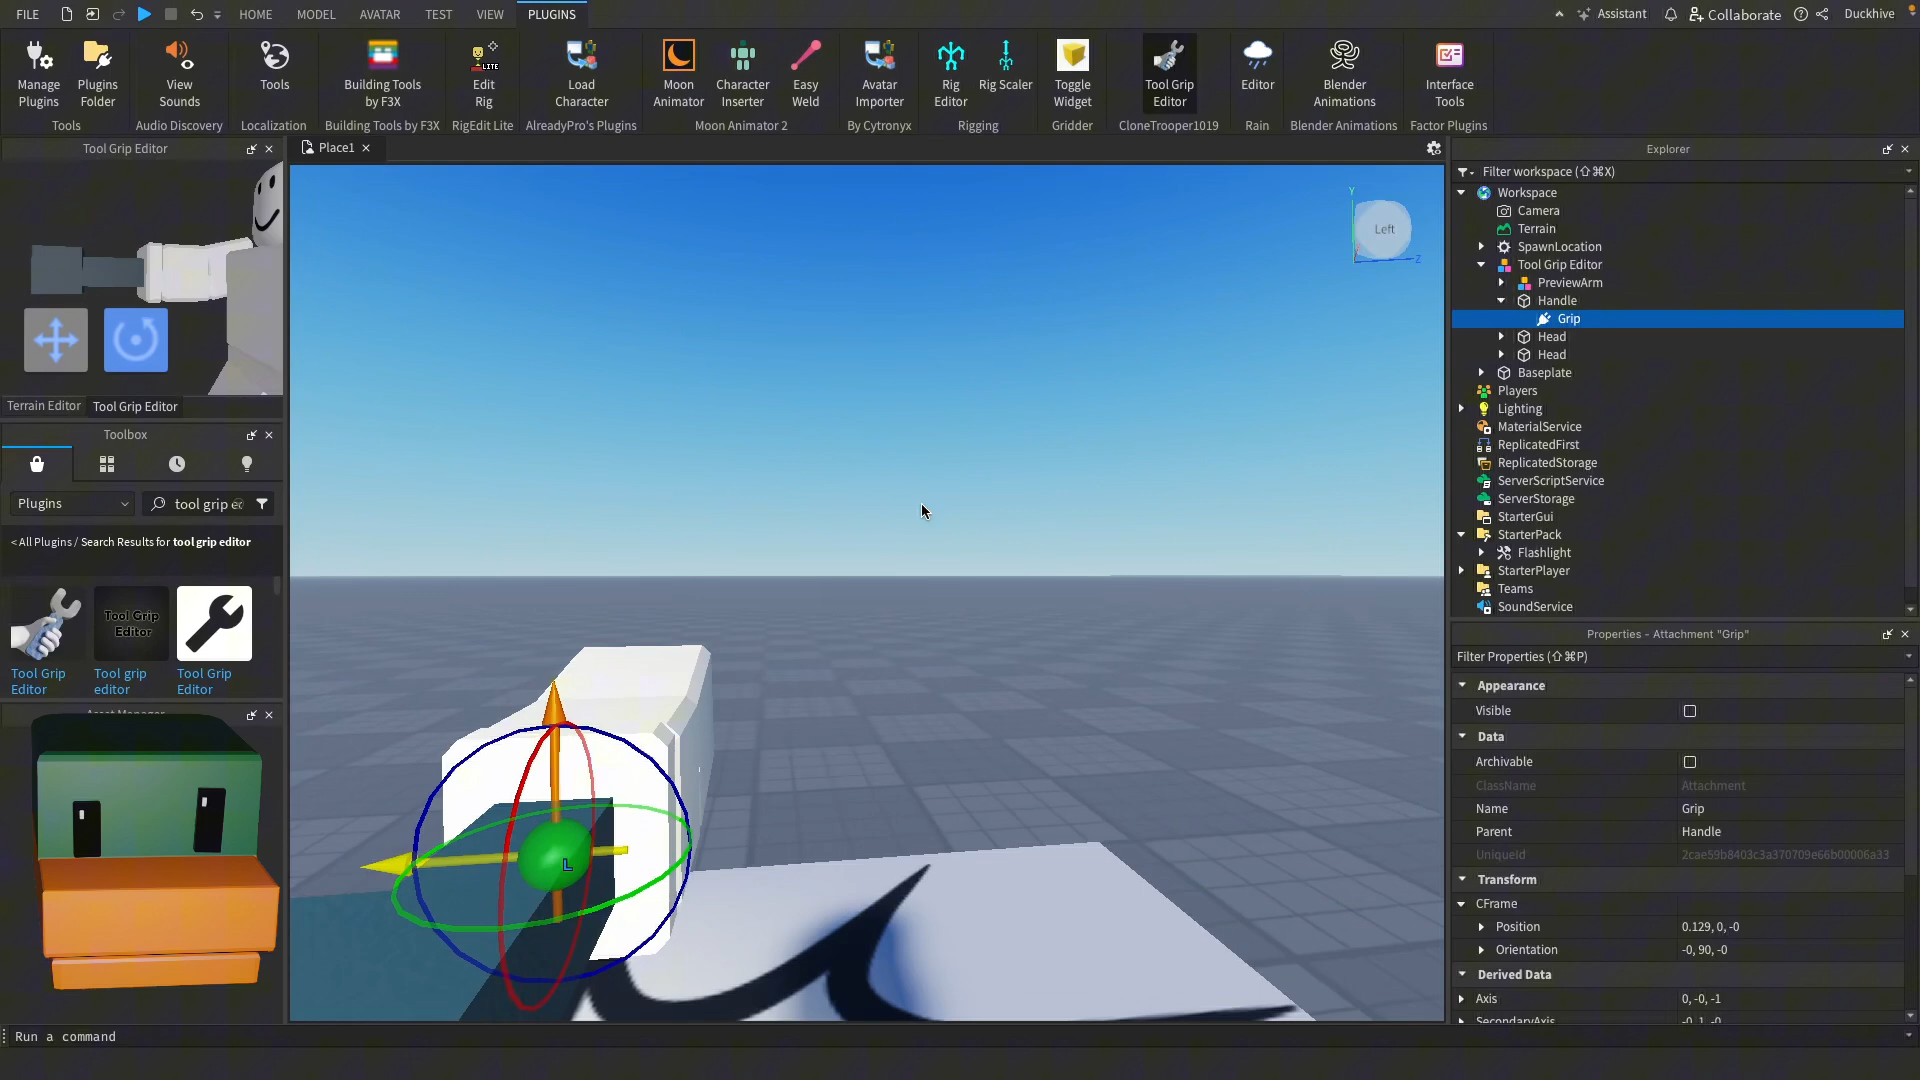 FILE
HOME
MODEL
AVATAR
TEST
VIEW
PLUGINS
Assistant
Collaborate
Duckhive
Manage
Plugins
Plugins
Folder
Tools
View
Sounds
Audio Discovery
Tools
Localization
Building Tools
by F3X
Building Tools by F3X
LITE
Edit
Rig
RigEdit Lite
Load
Character
AlreadyPro's Plugins
Moon
Animator
Character
Inserter
Easy
Weld
Moon Animator 2
Avatar
Importer
By Cytronyx
Rig
Editor
Rig Scaler
Rigging
Toggle
Widget
Gridder
Tool Grip
Editor
CloneTrooper1019
Editor
Rain
Blender
Animations
Blender Animations
Interface
Tools
Factor Plugins
Tool Grip Editor
Terrain Editor
Tool Grip Editor
Toolbox
Plugins
tool grip
< All Plugins / Search Results for tool grip editor
Tool Grip
Editor
Tool Grip
Editor
Tool grip
editor
Tool Grip
Editor
Asset Manager
Place1
Y
Left
Z
L
Explorer
Filter workspace (⇧⌘X)
Workspace
Camera
Terrain
SpawnLocation
Tool Grip Editor
PreviewArm
Handle
Grip
Head
Head
Baseplate
Players
Lighting
MaterialService
ReplicatedFirst
ReplicatedStorage
ServerScriptService
ServerStorage
StarterGui
StarterPack
Flashlight
StarterPlayer
Teams
SoundService
Properties - Attachment "Grip"
Filter Properties (⇧⌘P)
Appearance
Visible
Data
Archivable
ClassName Attachment
Name Grip
Parent Handle
UniqueId 2cae59b8403c3a370709e66b00006a33
Transform
CFrame
Position 0.129, 0, -0
Orientation -0, 90, -0
Derived Data
Axis 0, -0, -1
SecondaryAxis -0, 1, -0
Run a command